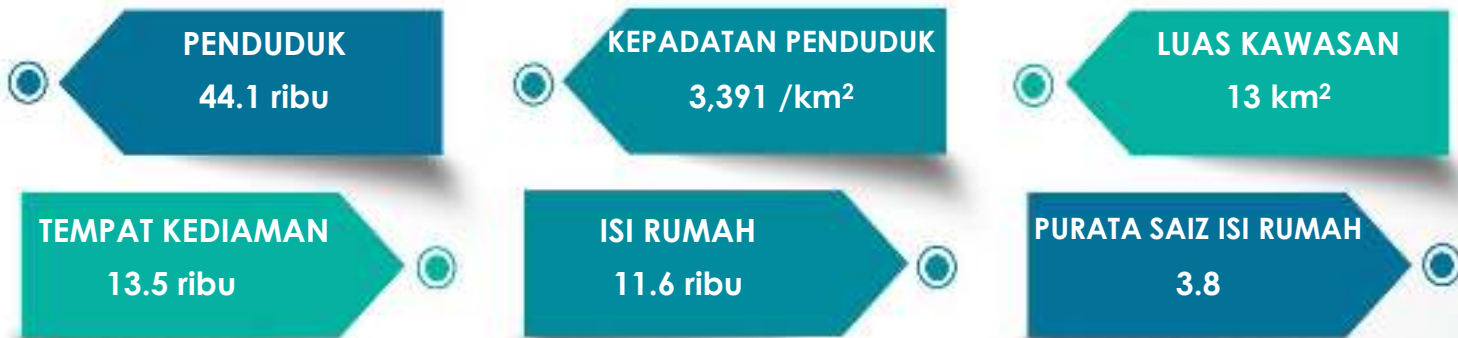 PENDUDUK
44.1 ribu
KEPADATAN PENDUDUK
3,391 /km²
LUAS KAWASAN
13 km²
TEMPAT KEDIAMAN
13.5 ribu
ISI RUMAH
11.6 ribu
PURATA SAIZ ISI RUMAH
3.8